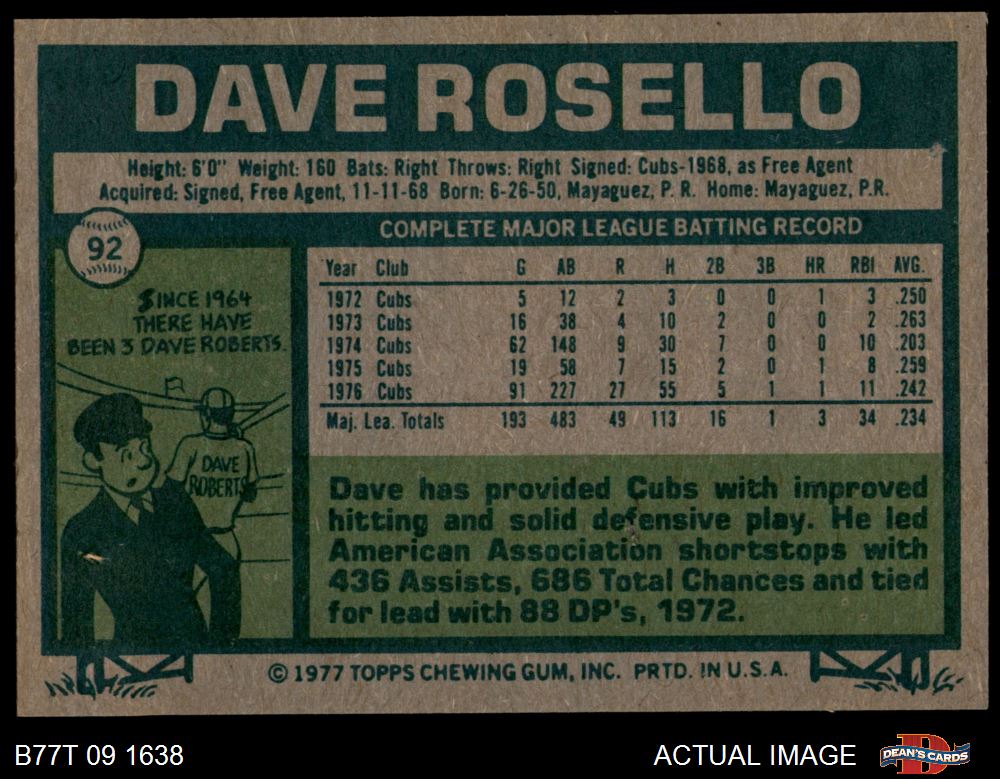 DAVE ROSELLO
Height: 6'0" Weight: 160 Bats: Right Throws: Right Signed: Cubs-1968, as Free Agent
Acquired: Signed, Free Agent, 11-11-68 Born: 6-26-50, Mayaguez, P. R. Home: Mayaguez, P.R.
92
COMPLETE MAJOR LEAGUE BATTING RECORD
Year Club G AB R H 2B 3B HR RBI AVG.
1972 Cubs 5 12 2 3 0 0 1 3 .250
1973 Cubs 16 38 4 10 2 0 0 2 .263
1974 Cubs 62 148 9 30 7 0 0 10 .203
1975 Cubs 19 58 7 15 2 0 1 8 .259
1976 Cubs 91 227 27 55 5 1 1 11 .242
Maj. Lea. Totals 193 483 49 113 16 1 3 34 .234
SINCE 1964
THERE HAVE
BEEN 3 DAVE ROBERTS.
DAVE
ROBERTS
Dave has provided Cubs with improved
hitting and solid defensive play. He led
American Association shortstops with
436 Assists, 686 Total Chances and tied
for lead with 88 DP's, 1972.
© 1977 TOPPS CHEWING GUM, INC. PRTD. IN U.S.A.
B77T 09 1638
ACTUAL IMAGE
D
DEAN'S CARDS